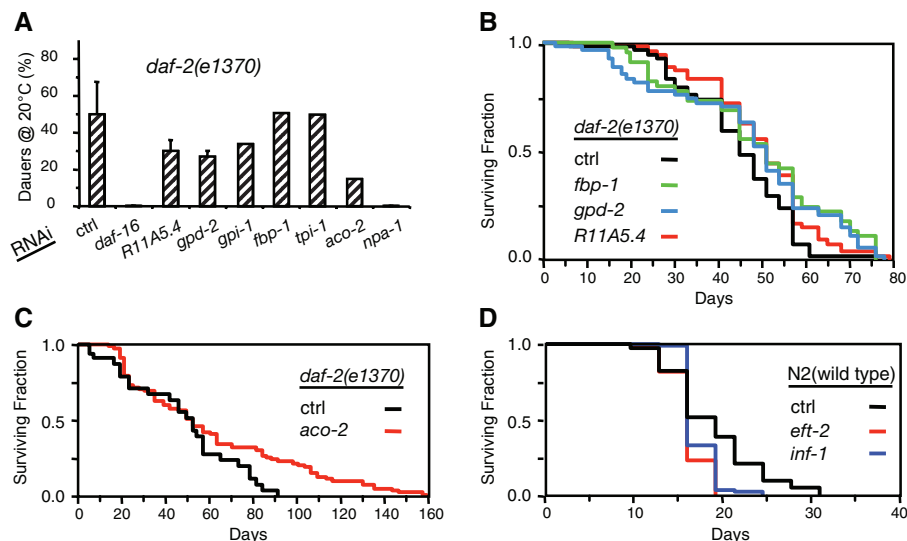 A
Dauers @ 20°C (%)
80
60
40
20
0
daf-2(e1370)
RNAi
ctrl
daf-16
R11A5.4
gpd-2
gpi-1
fbp-1
tpi-1
aco-2
npa-1
B
Surviving Fraction
1.0
0.5
0.0
daf-2(e1370)
ctrl
fbp-1
gpd-2
R11A5.4
0 10 20 30 40 50 60 70 80
Days
C
Surviving Fraction
1.0
0.5
0.0
daf-2(e1370)
ctrl
aco-2
0 20 40 60 80 100 120 140 160
Days
D
Surviving Fraction
1.0
0.5
0.0
N2(wild type)
ctrl
eft-2
inf-1
0 10 20 30 40
Days